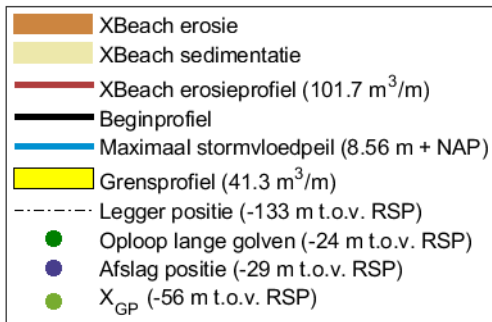 XBeach erosie
XBeach sedimentatie
XBeach erosieprofiel (101.7 m³/m)
Beginprofiel
Maximaal stormvloedpeil (8.56 m + NAP)
Grensprofiel (41.3 m³/m)
Legger positie (-133 m t.o.v. RSP)
Oploop lange golven (-24 m t.o.v. RSP)
Afslag positie (-29 m t.o.v. RSP)
X_GP (-56 m t.o.v. RSP)